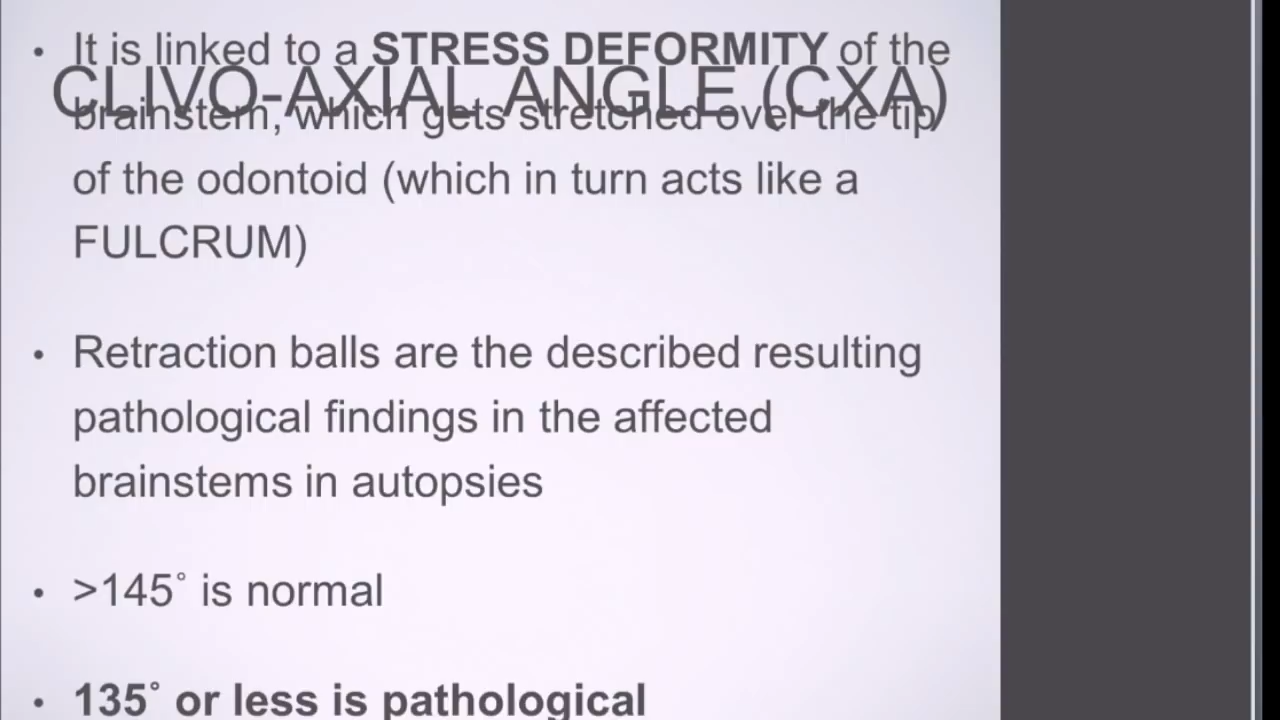 CLIVO-AXIAL ANGLE (CXA)
• It is linked to a STRESS DEFORMITY of the
brainstem, which gets stretched over the tip
of the odontoid (which in turn acts like a
FULCRUM)
• Retraction balls are the described resulting
pathological findings in the affected
brainstems in autopsies
• >145° is normal
• 135° or less is pathological